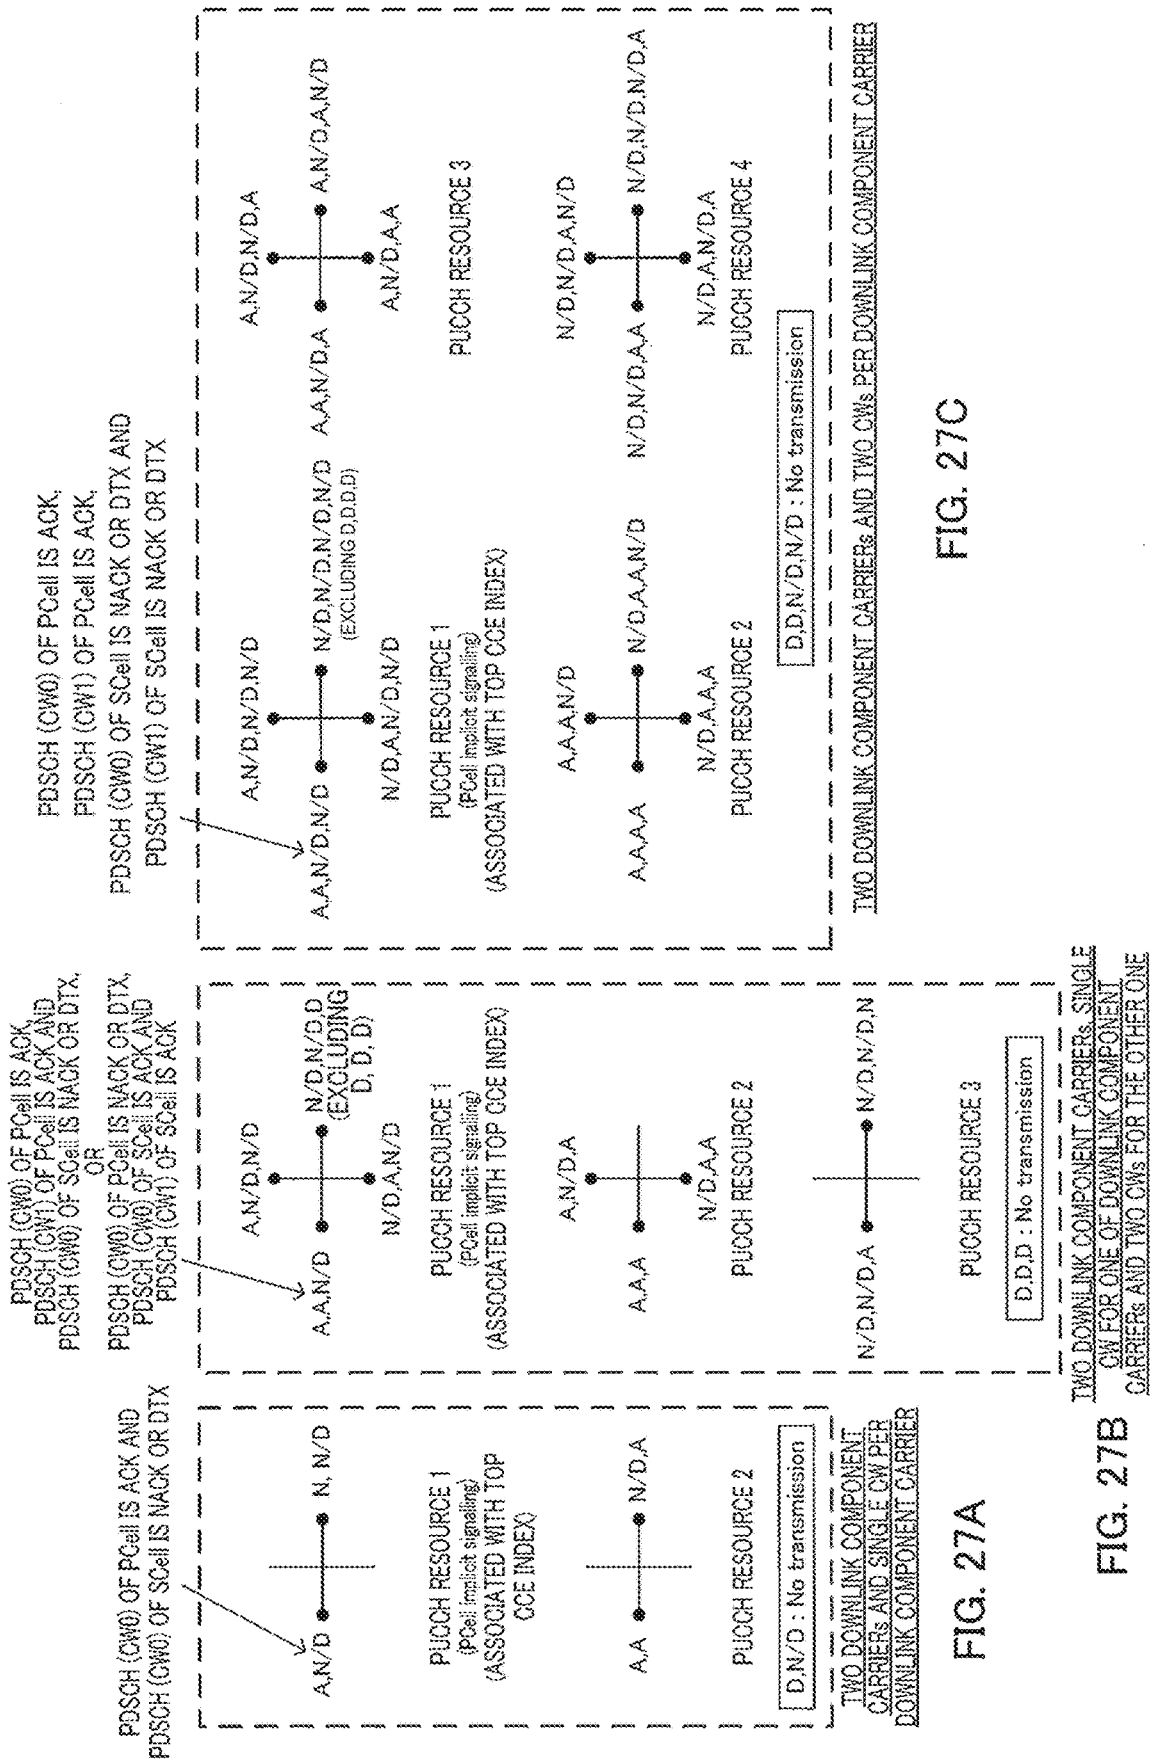 PDSCH (CW0) OF PCell IS ACK AND
PDSCH (CW0) OF SCell IS NACK OR DTX
A,N/D
N, N/D
PUCCH RESOURCE 1
(PCell implicit signalling)
(ASSOCIATED WITH TOP
CCE INDEX)
A,A
N/D,A
PUCCH RESOURCE 2
D,N/D : No transmission
TWO DOWNLINK COMPONENT
CARRIERs AND SINGLE CW PER
DOWNLINK COMPONENT CARRIER
FIG. 27A
PDSCH (CW0) OF PCell IS ACK,
PDSCH (CW1) OF PCell IS ACK AND
PDSCH (CW0) OF SCell IS NACK OR DTX,
OR
PDSCH (CW0) OF PCell IS NACK OR DTX,
PDSCH (CW0) OF SCell IS ACK AND
PDSCH (CW1) OF SCell IS ACK
A,N/D,N/D
A,A,N/D
N/D,N/D,D
(EXCLUDING
D, D, D)
N/D,A,N/D
PUCCH RESOURCE 1
(PCell implicit signalling)
(ASSOCIATED WITH TOP CCE INDEX)
A,N/D,A
A,A,A
N/D,A,A
PUCCH RESOURCE 2
N/D,N/D,A
N/D,N/D,N
PUCCH RESOURCE 3
D,D,D : No transmission
TWO DOWNLINK COMPONENT CARRIERs, SINGLE
CW FOR ONE OF DOWNLINK COMPONENT
CARRIERs AND TWO CWs FOR THE OTHER ONE
FIG. 27B
PDSCH (CW0) OF PCell IS ACK,
PDSCH (CW1) OF PCell IS ACK,
PDSCH (CW0) OF SCell IS NACK OR DTX AND
PDSCH (CW1) OF SCell IS NACK OR DTX
A,N/D,N/D,N/D
A,A,N/D,N/D
N/D,N/D,N/D,N/D
(EXCLUDING D,D,D,D)
N/D,A,N/D,N/D
PUCCH RESOURCE 1
(PCell implicit signalling)
(ASSOCIATED WITH TOP CCE INDEX)
A,N/D,N/D,A
A,A,N/D,A
A,N/D,A,N/D
A,N/D,A,A
PUCCH RESOURCE 3
A,A,A,N/D
A,A,A,A
N/D,A,A,N/D
N/D,A,A,A
PUCCH RESOURCE 2
N/D,N/D,A,N/D
N/D,N/D,A,A
N/D,N/D,N/D,A
N/D,A,N/D,A
PUCCH RESOURCE 4
D,D,N/D,N/D : No transmission
TWO DOWNLINK COMPONENT CARRIERs AND TWO CWs PER DOWNLINK COMPONENT CARRIER
FIG. 27C